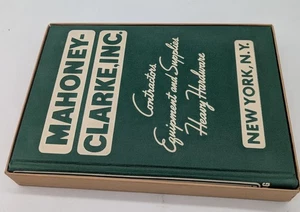 MAHONEY-
CLARKE, INC.
Contractors
Equipment and Supplies
Heavy Hardware
NEW YORK, N.Y.